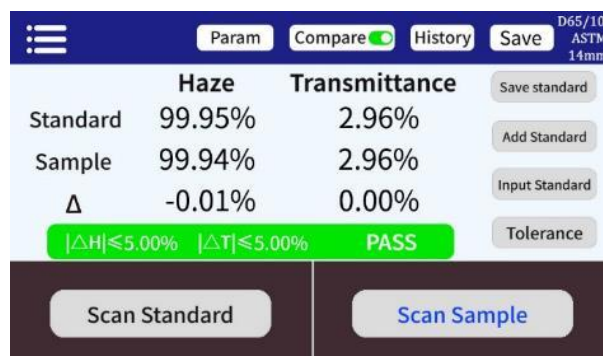 Param Compare History Save D65/10
ASTM
14mm
Haze Transmittance Save standard
Standard 99.95% 2.96%
Add Standard
Sample 99.94% 2.96%
Input Standard
Δ -0.01% 0.00%
|△H|≤5.00% |△T|≤5.00% PASS
Tolerance
Scan Standard Scan Sample